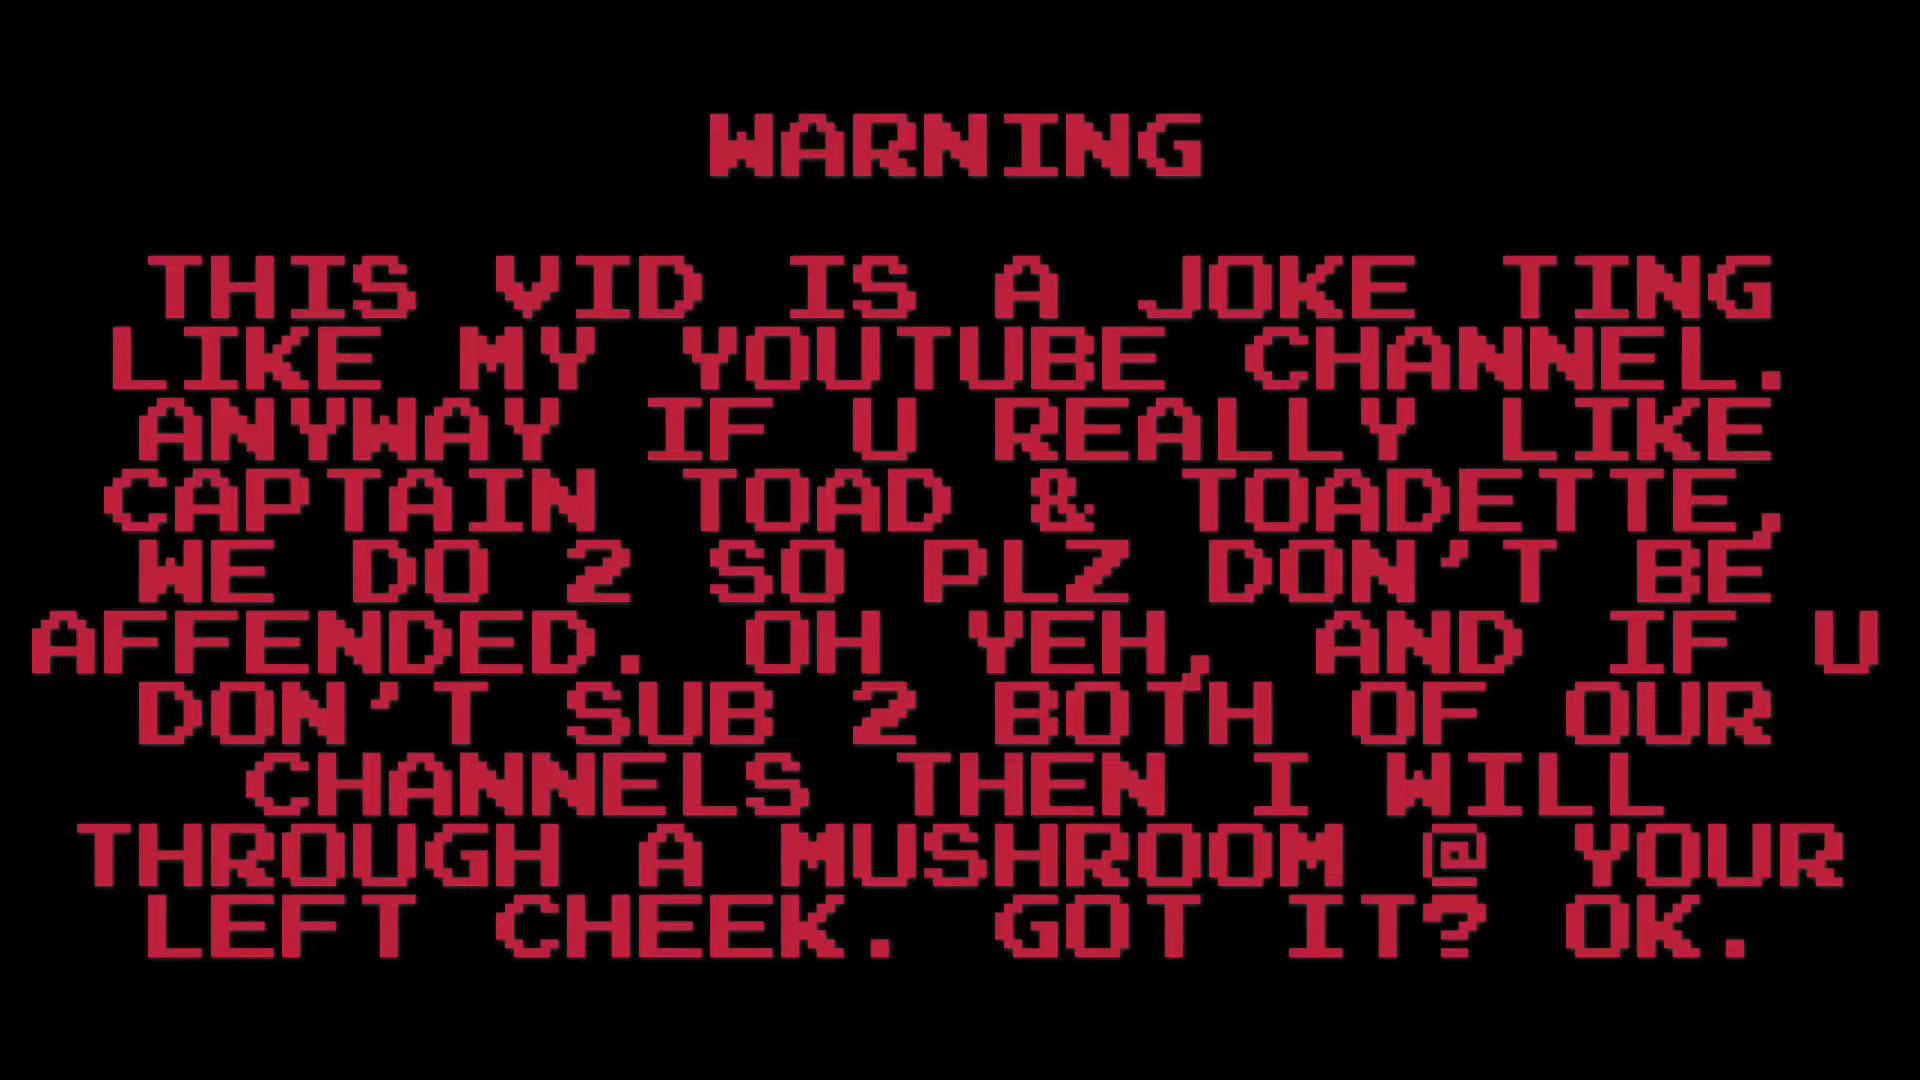 WARNING
THIS VID IS A JOKE TING
LIKE MY YOUTUBE CHANNEL.
ANYWAY IF U REALLY LIKE
CAPTAIN TOAD & TOADETTE,
WE DO 2 SO PLZ DON'T BE
AFFENDED. OH YEH, AND IF U
DON'T SUB 2 BOTH OF OUR
CHANNELS THEN I WILL
THROUGH A MUSHROOM @ YOUR
LEFT CHEEK. GOT IT? OK.